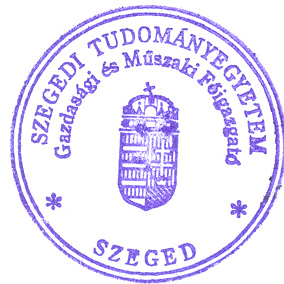 SZEGEDI TUDOMÁNYEGYETEM
Gazdasági és Műszaki Főigazgató
* SZEGED *